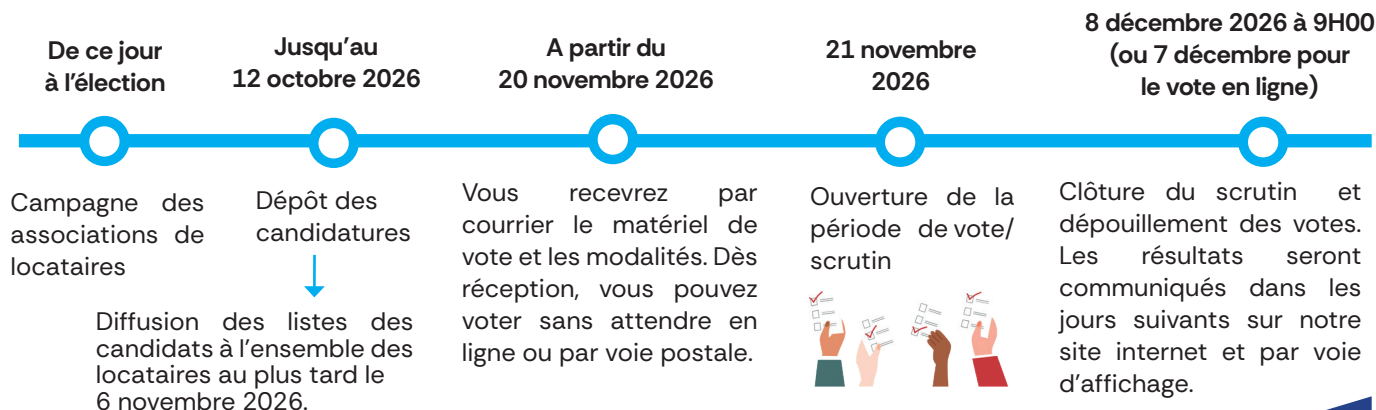 De ce jour
à l'élection
Campagne des
associations de
locataires
Jusqu'au
12 octobre 2026
Dépôt des
candidatures
Diffusion des listes des
candidats à l'ensemble des
locataires au plus tard le
6 novembre 2026.
A partir du
20 novembre 2026
Vous recevrez par
courrier le matériel de
vote et les modalités. Dès
réception, vous pouvez
voter sans attendre en
ligne ou par voie postale.
21 novembre
2026
Ouverture de la
période de vote/
scrutin
8 décembre 2026 à 9H00
(ou 7 décembre pour
le vote en ligne)
Clôture du scrutin et
dépouillement des votes.
Les résultats seront
communiqués dans les
jours suivants sur notre
site internet et par voie
d'affichage.